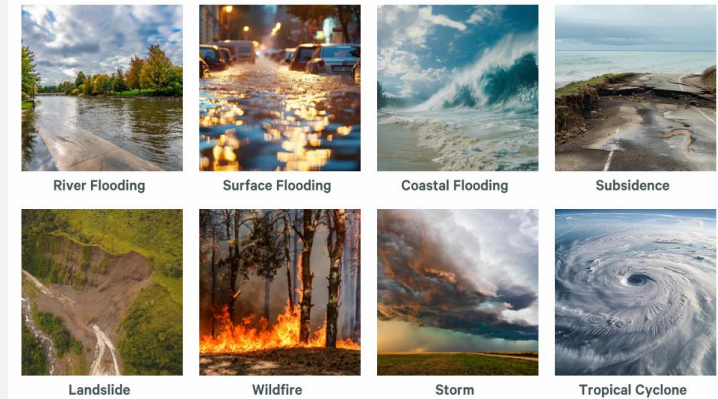 River Flooding
Surface Flooding
Coastal Flooding
Subsidence
Landslide
Wildfire
Storm
Tropical Cyclone